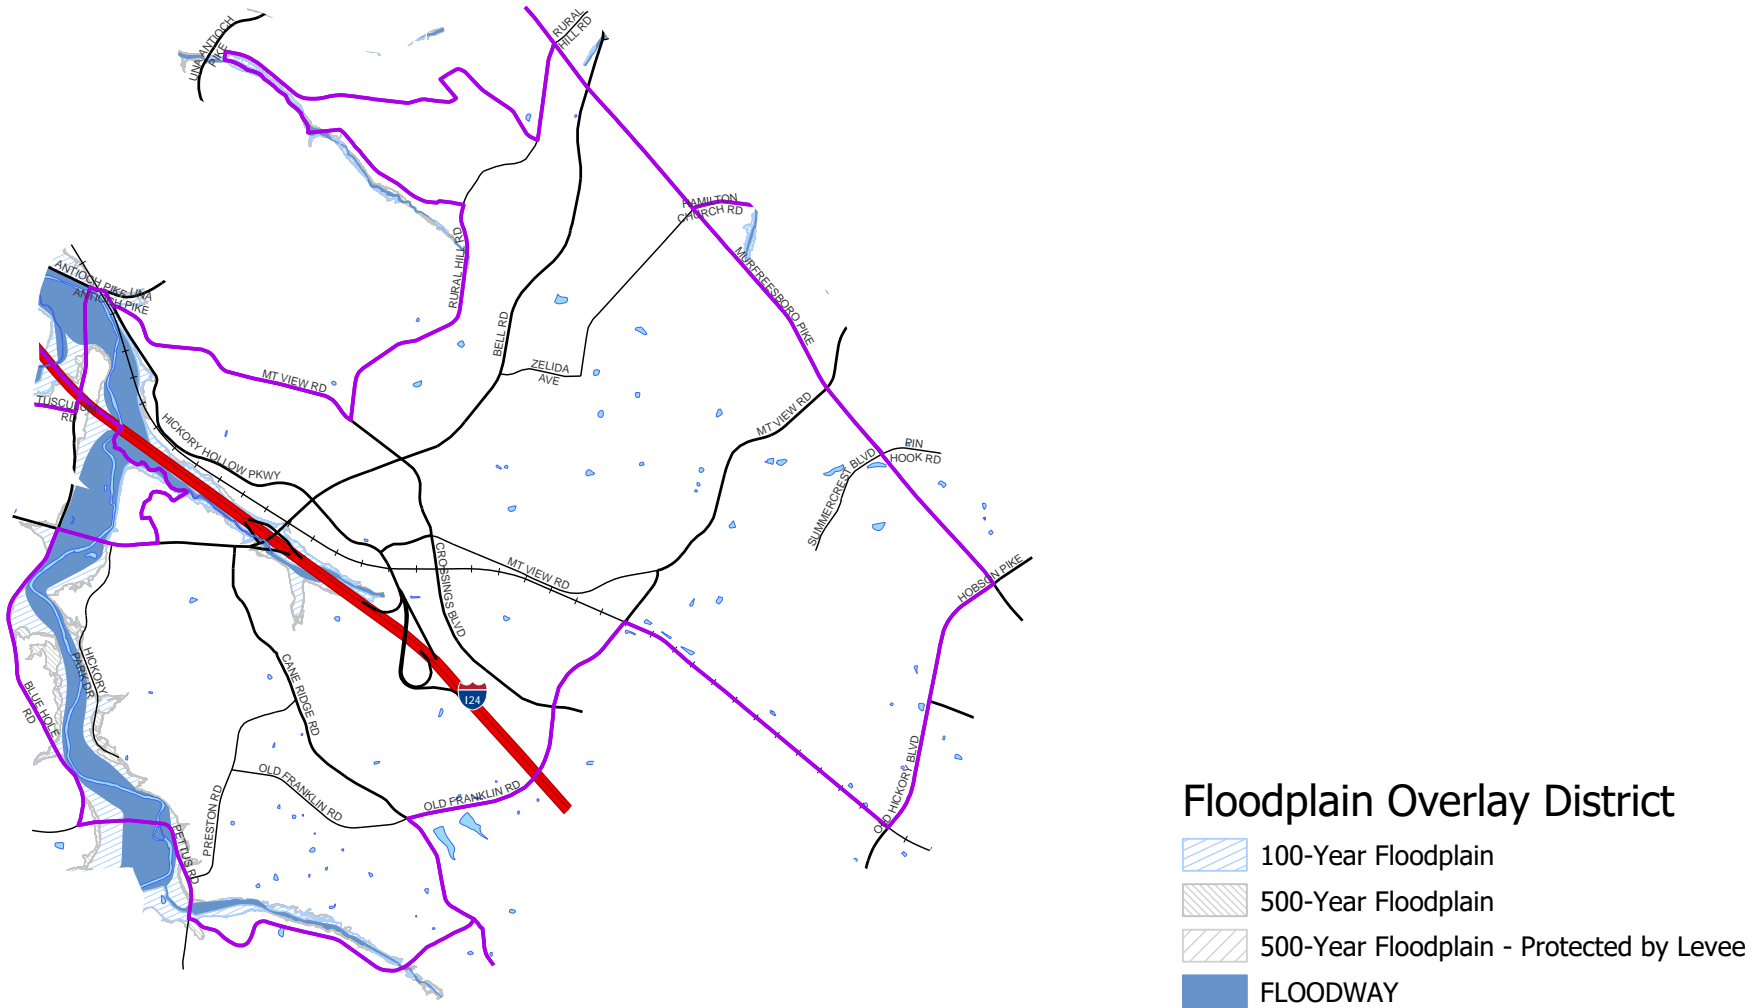 RURAL
HILL RD
UNA ANTIOCH
PIKE
HAMILTON
CHURCH RD
RURAL HILL RD
MURFREESBORO PIKE
ANTIOCH PIKE
UNA
ANTIOCH PIKE
BELL RD
ZELIDA
AVE
MT VIEW RD
TUSCULUM
RD
MT VIEW RD
HICKORY HOLLOW PKWY
PIN
HOOK RD
SUMMERCREST BLVD
CROSSINGS BLVD
MT VIEW RD
HOBSON PIKE
HICKORY
PARK DR
CANE RIDGE RD
BLUE HOLE
RD
I24
OLD HICKORY BLVD
OLD FRANKLIN RD
OLD FRANKLIN RD
PRESTON RD
PETTUS RD
Floodplain Overlay District
100-Year Floodplain
500-Year Floodplain
500-Year Floodplain - Protected by Levee
FLOODWAY